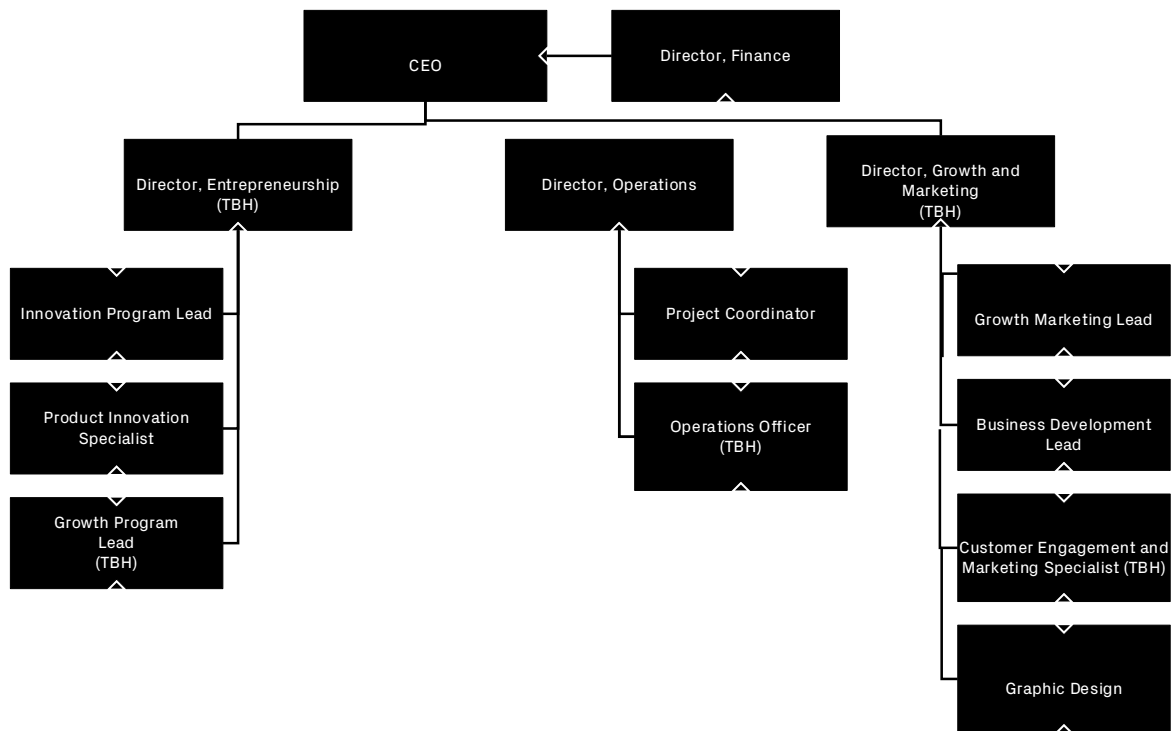 CEO
Director, Finance
Director, Entrepreneurship
(TBH)
Director, Operations
Director, Growth and
Marketing
(TBH)
Innovation Program Lead
Product Innovation
Specialist
Growth Program
Lead
(TBH)
Project Coordinator
Operations Officer
(TBH)
Growth Marketing Lead
Business Development
Lead
Customer Engagement and
Marketing Specialist (TBH)
Graphic Design